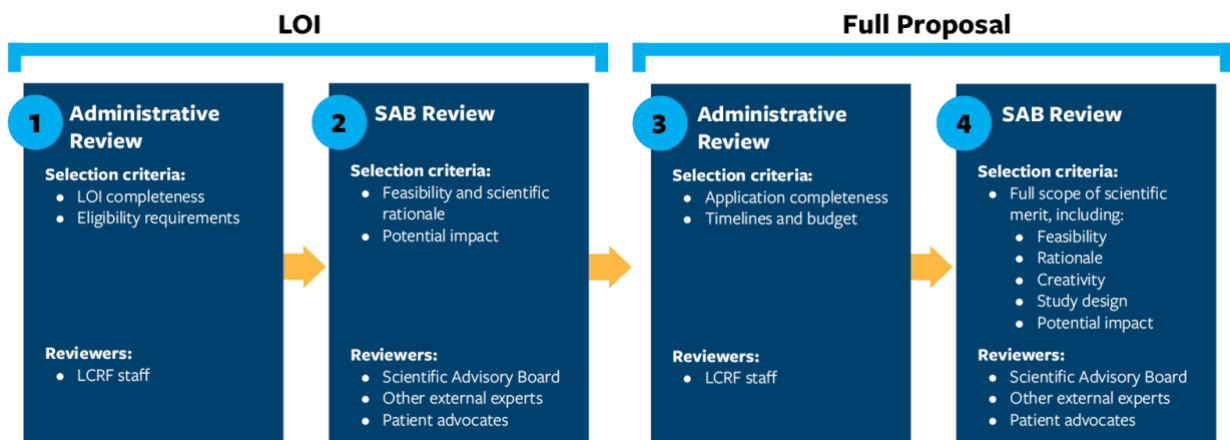 LOI
Full Proposal
1
Administrative
Review
Selection criteria:
● LOI completeness
● Eligibility requirements
Reviewers:
● LCRF staff
2
SAB Review
Selection criteria:
● Feasibility and scientific
rationale
● Potential impact
Reviewers:
● Scientific Advisory Board
● Other external experts
● Patient advocates
3
Administrative
Review
Selection criteria:
● Application completeness
● Timelines and budget
Reviewers:
● LCRF staff
4
SAB Review
Selection criteria:
● Full scope of scientific
merit, including:
● Feasibility
● Rationale
● Creativity
● Study design
● Potential impact
Reviewers:
● Scientific Advisory Board
● Other external experts
● Patient advocates